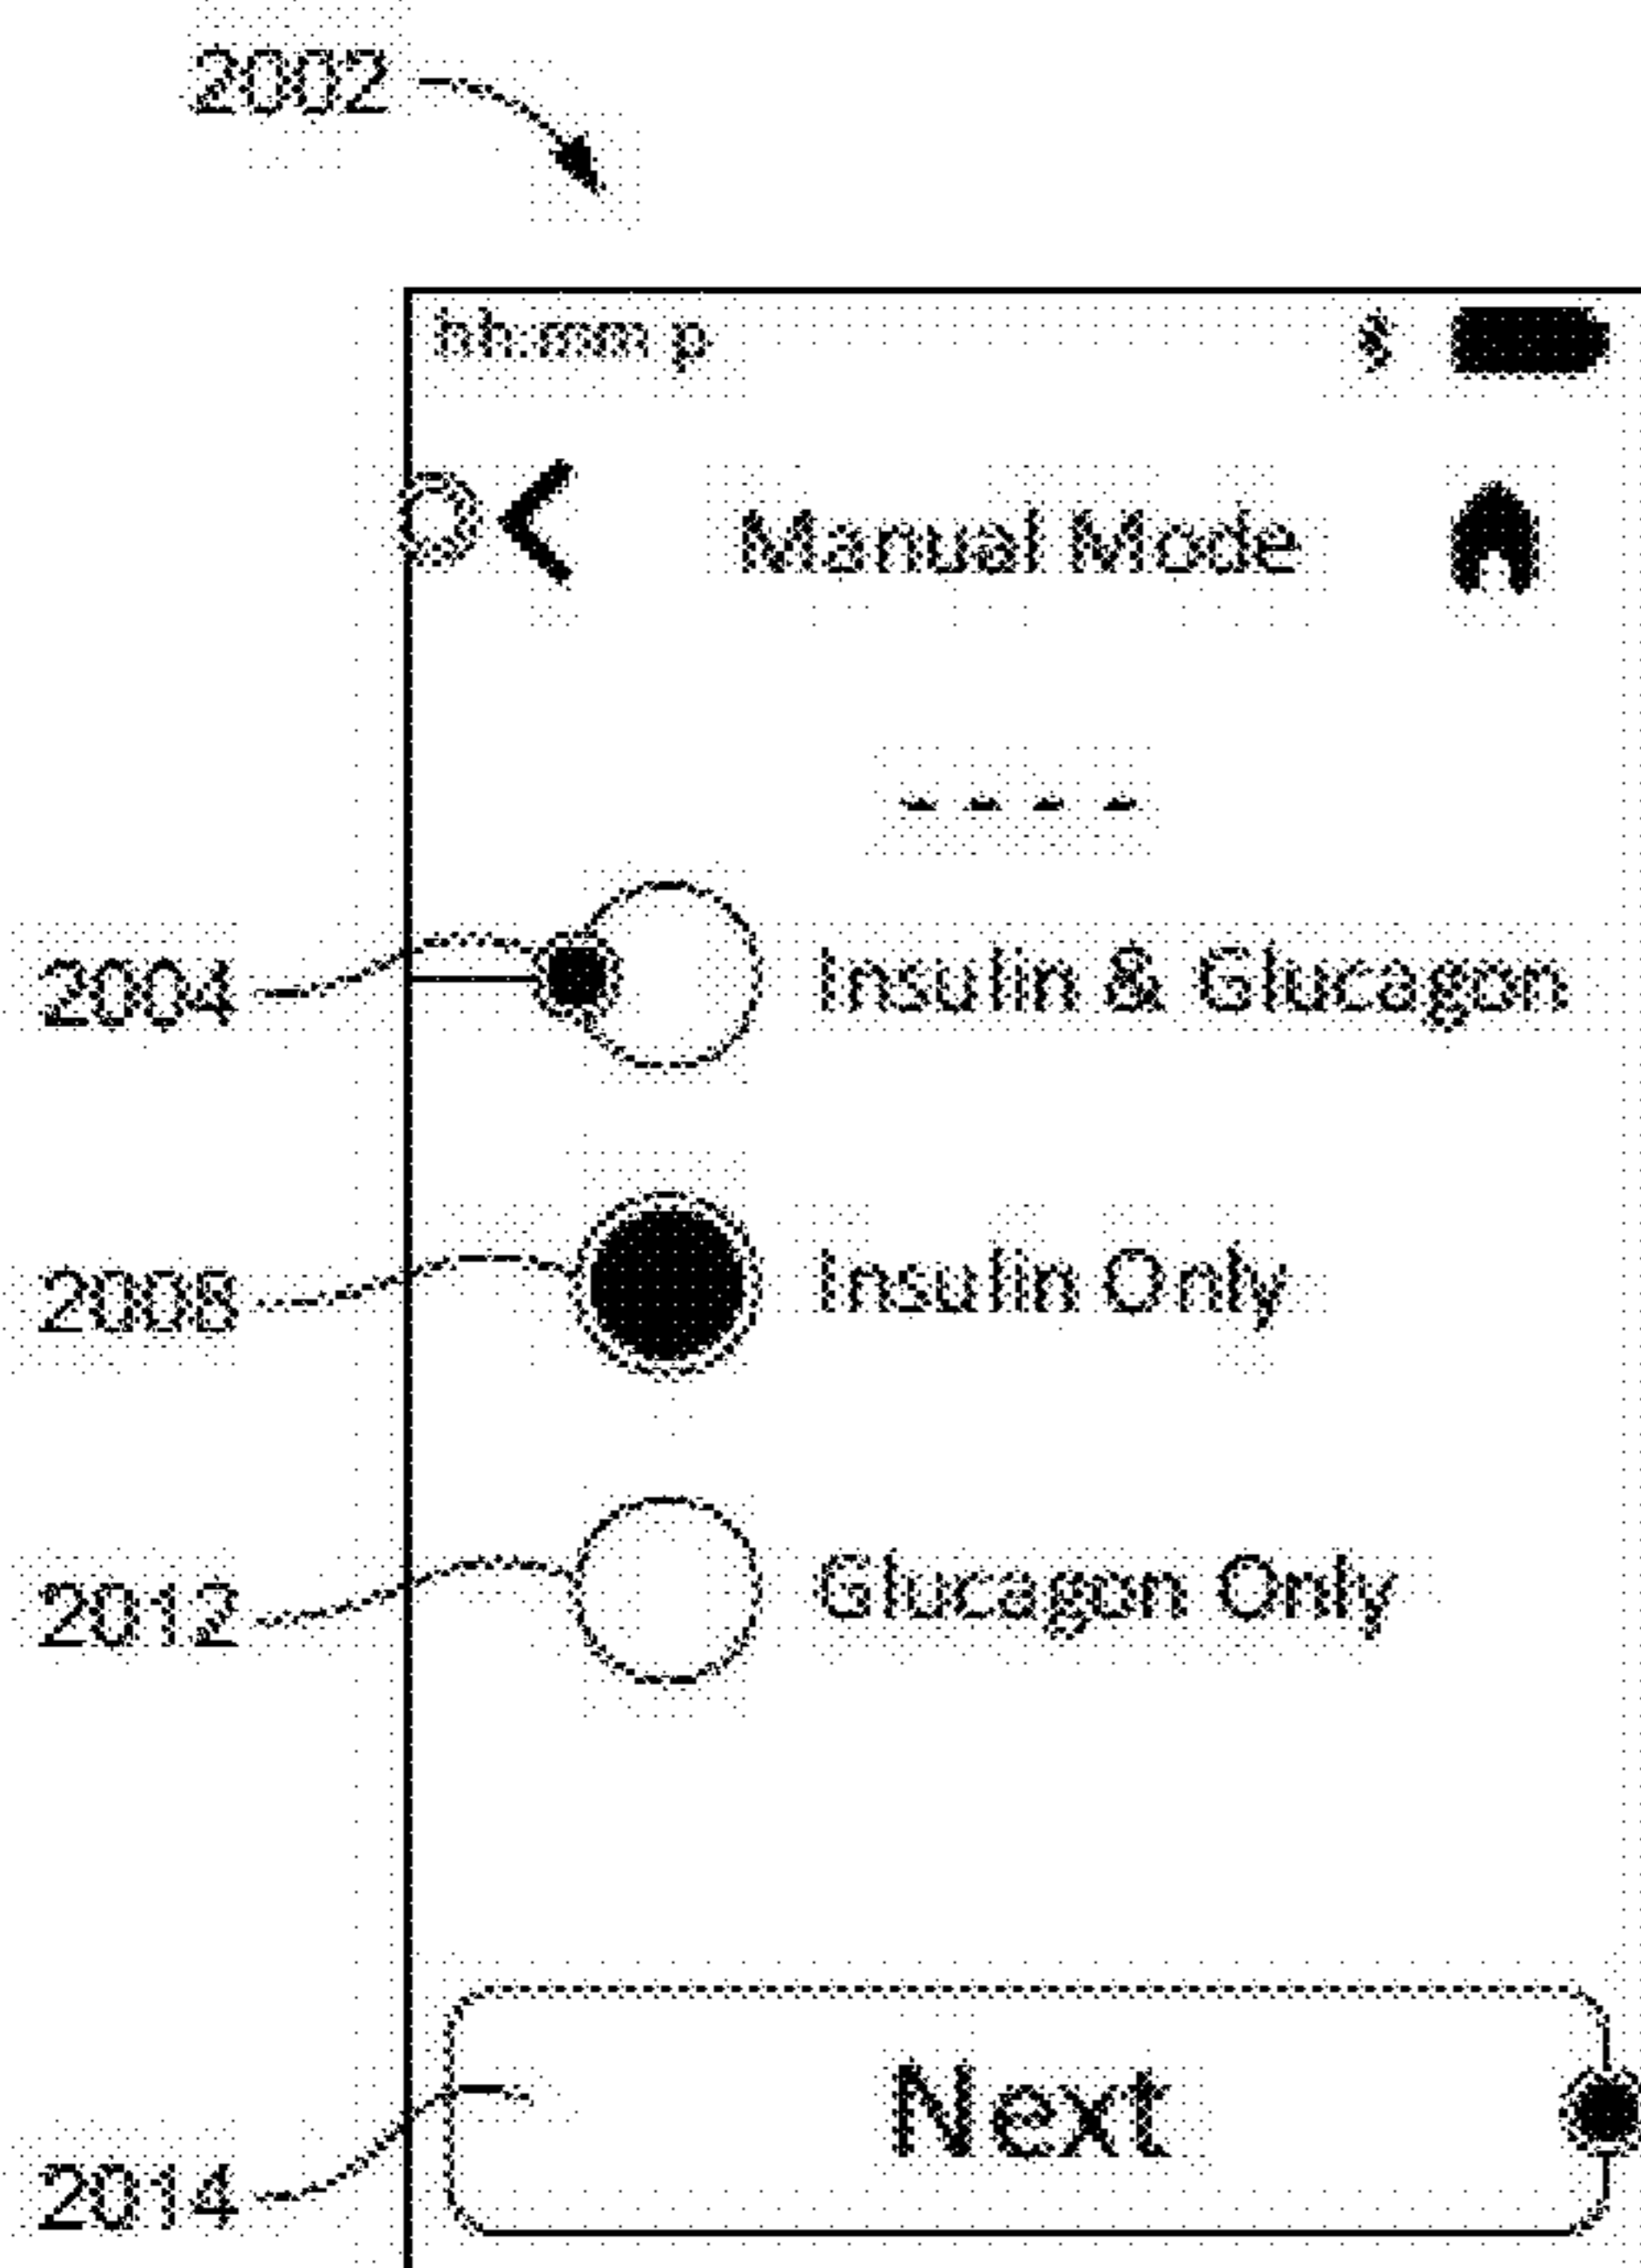 2002
hh:mm p
Manual Mode
- - - -
2004 Insulin & Glucagon
2008 Insulin Only
2012 Glucagon Only
Next
2014